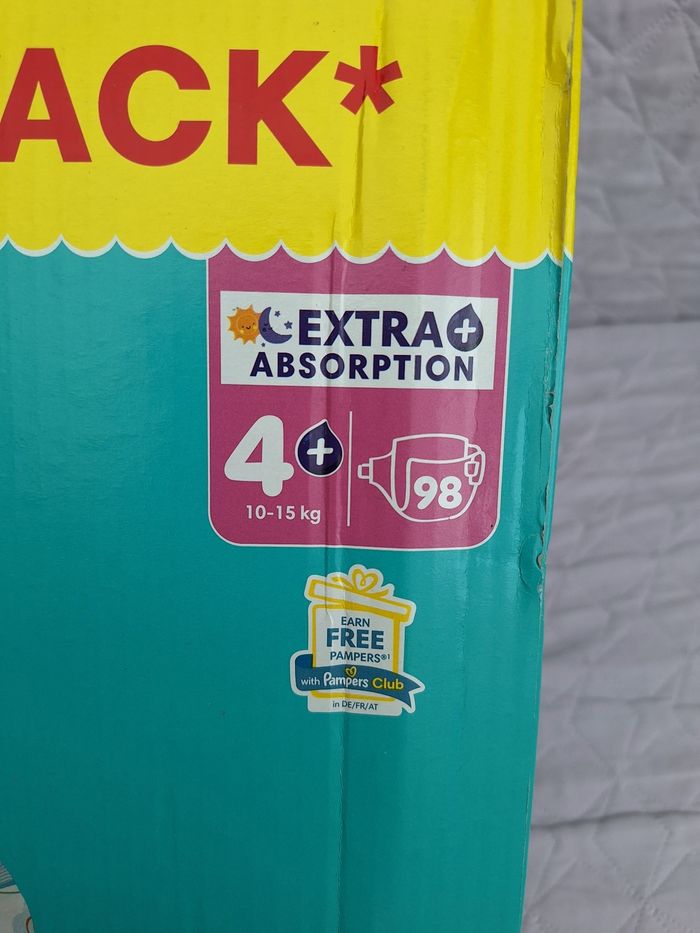 ACK*
EXTRA+
ABSORPTION
4+
98
10-15 kg
EARN
FREE
PAMPERS®¹
with Pampers Club
in DE/FR/AT